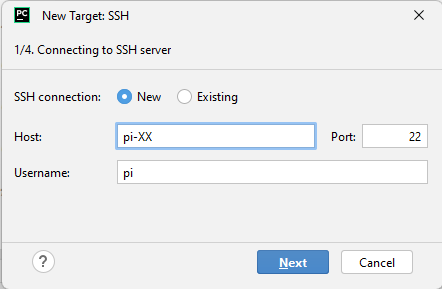 PC New Target: SSH
1/4. Connecting to SSH server
SSH connection: New Existing
Host: pi-XX Port: 22
Username: pi
? Next Cancel